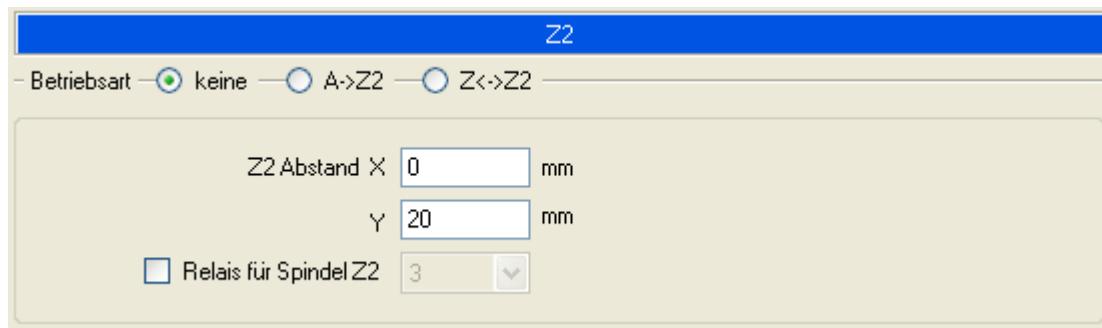 Z2
Betriebsart keine A->Z2 Z<->Z2
Z2 Abstand X 0 mm
Y 20 mm
Relais für Spindel Z2 3